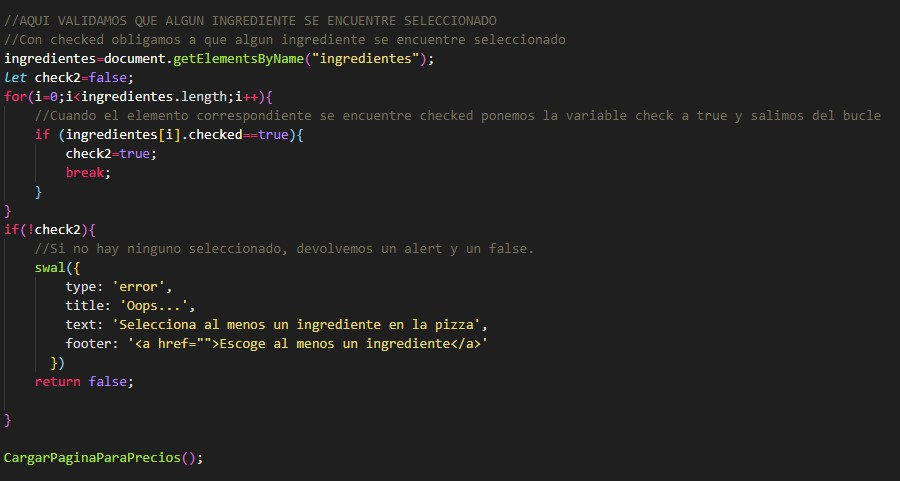 //AQUI VALIDAMOS QUE ALGUN INGREDIENTE SE ENCUENTRE SELECCIONADO
//Con checked obligamos a que algun ingrediente se encuentre seleccionado
ingredientes=document.getElementsByName("ingredientes");
let check2=false;
for(i=0;i<ingredientes.length;i++){
//Cuando el elemento correspondiente se encuentre checked ponemos la variable check a true y salimos del bucle
if (ingredientes[i].checked==true){
check2=true;
break;
}
}
if(!check2){
//Si no hay ninguno seleccionado, devolvemos un alert y un false.
swal({
type: 'error',
title: 'Oops...',
text: 'Selecciona al menos un ingrediente en la pizza',
footer: '<a href="">Escoge al menos un ingrediente</a>'
})
return false;
}
CargarPaginaParaPrecios();